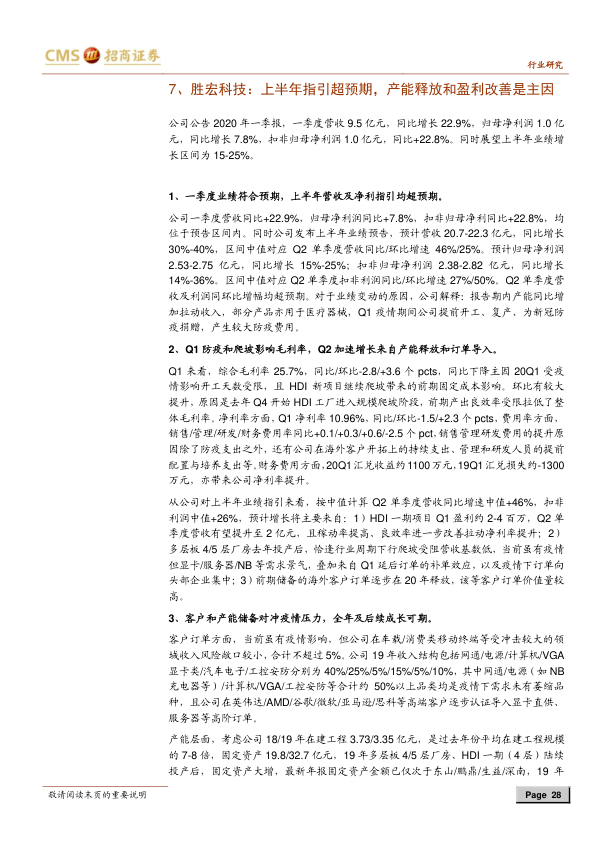 CMS 招商证券
行业研究
7、胜宏科技：上半年指引超预期，产能释放和盈利改善是主因
公司公告 2020 年一季报，一季度营收 9.5 亿元，同比增长 22.9%，归母净利润 1.0 亿
元，同比增长 7.8%，扣非归母净利润 1.0 亿元，同比+22.8%。同时展望上半年业绩增
长区间为 15-25%。
1、一季度业绩符合预期，上半年营收及净利指引均超预期。
公司一季度营收同比+22.9%，归母净利润同比+7.8%，扣非归母净利同比+22.8%，均
位于预告区间内。同时公司发布上半年业绩预告，预计营收 20.7-22.3 亿元，同比增长
30%-40%，区间中值对应 Q2 单季度营收同比/环比增速 46%/25%。预计归母净利润
2.53-2.75 亿元，同比增长 15%-25%；扣非归母净利润 2.38-2.82 亿元，同比增长
14%-36%。区间中值对应 Q2 单季度扣非利润同比/环比增速 27%/50%。Q2 单季度营
收及利润同环比增幅均超预期。对于业绩变动的原因，公司解释：报告期内产能同比增
加拉动收入，部分产品亦用于医疗器械，Q1 疫情期间公司提前开工、复产、为新冠防
疫捐赠，产生较大防疫费用。
2、Q1 防疫和爬坡影响毛利率，Q2 加速增长来自产能释放和订单导入。
Q1 来看，综合毛利率 25.7%，同比/环比-2.8/+3.6 个 pcts，同比下降主因 20Q1 受疫
情影响开工天数受限，且 HDI 新项目继续爬坡带来的前期固定成本影响。环比有较大
提升，原因是去年 Q4 开始 HDI 工厂进入规模爬坡阶段，前期产出良效率受限拉低了整
体毛利率。净利率方面，Q1 净利率 10.96%，同比/环比-1.5/+2.3 个 pcts，费用率方面，
销售/管理/研发/财务费用率同比+0.1/+0.3/+0.6/-2.5 个 pct，销售管理研发费用的提升原
因除了防疫支出之外，还有公司在海外客户开拓上的持续支出、管理和研发人员的提前
配置与培养支出等。财务费用方面，20Q1 汇兑收益约 1100 万元，19Q1 汇兑损失约-1300
万元，亦带来公司净利率提升。
从公司对上半年业绩指引来看，按中值计算 Q2 单季度营收同比增速中值+46%，扣非
利润中值+26%，预计增长将主要来自：1）HDI 一期项目 Q1 盈利约 2-4 百万，Q2 单
季度营收有望提升至 2 亿元，且稼动率提高、良效率进一步改善拉动净利率提升；2）
多层板 4/5 层厂房去年投产后，恰逢行业周期下行爬坡受阻营收基数低，当前虽有疫情
但显卡/服务器/NB 等需求景气，叠加来自 Q1 延后订单的补单效应，以及疫情下订单向
头部企业集中；3）前期储备的海外客户订单逐步在 20 年释放，该等客户订单价值量较
高。
3、客户和产能储备对冲疫情压力，全年及后续成长可期。
客户订单方面，当前虽有疫情影响，但公司在车载/消费类移动终端等受冲击较大的领
域收入风险敞口较小，合计不超过 5%。公司 19 年收入结构包括网通/电源/计算机/VGA
显卡类/汽车电子/工控安防分别为 40%/25%/5%/15%/5%/10%，其中网通/电源（如 NB
充电器等）/计算机/VGA/工控安防等合计约 50%以上品类均是疫情下需求未有萎缩品
种，且公司在英伟达/AMD/谷歌/微软/亚马逊/思科等高端客户逐步认证导入显卡直供、
服务器等高阶订单。
产能层面，考虑公司 18/19 年在建工程 3.73/3.35 亿元，是过去年份平均在建工程规模
的 7-8 倍，固定资产 19.8/32.7 亿元，19 年多层板 4/5 层厂房、HDI 一期（4 层）陆续
投产后，固定资产大增，最新年报固定资产金额已仅次于东山/鹏鼎/生益/深南，19 年
敬请阅读末页的重要说明
Page 28